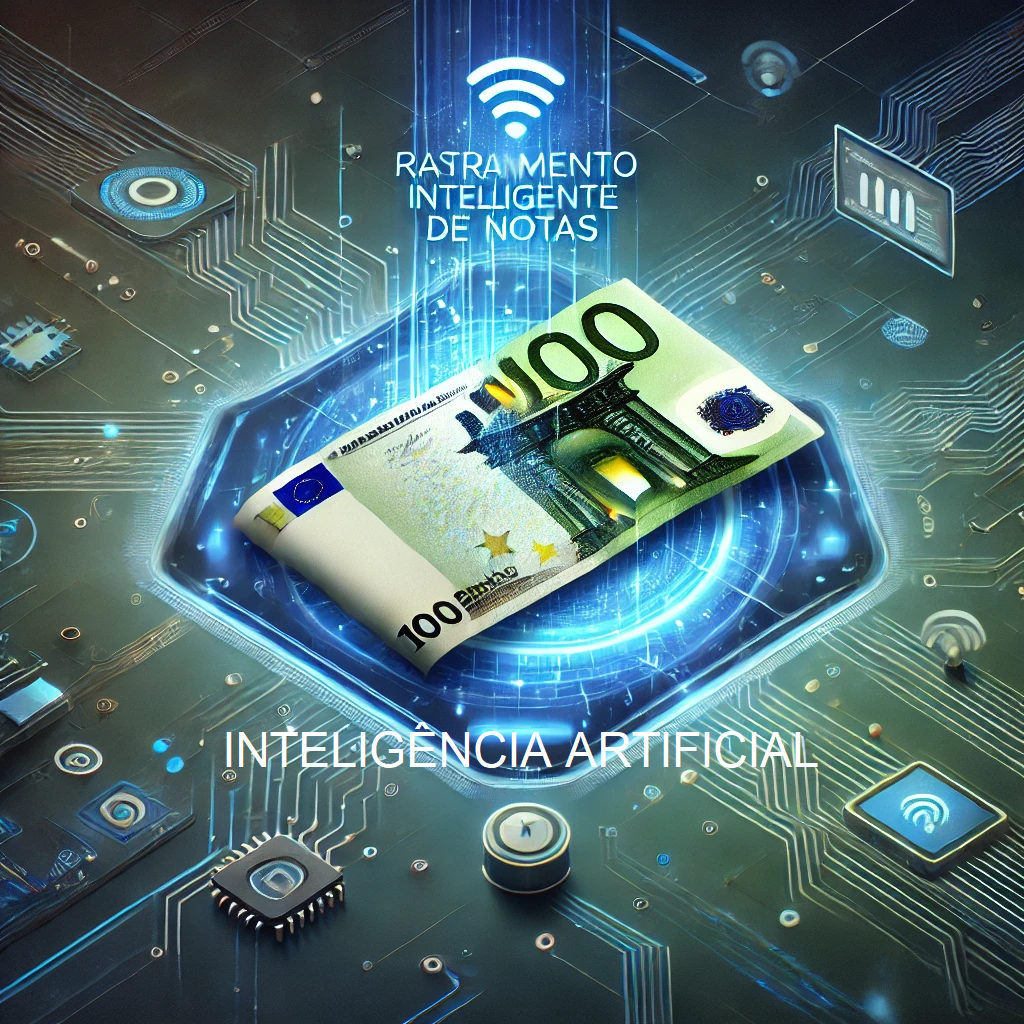 RASTRA MENTO
INTELLIGENTE
DE NOTAS
100
100
INTELIGÊNCIA ARTIFICIAL